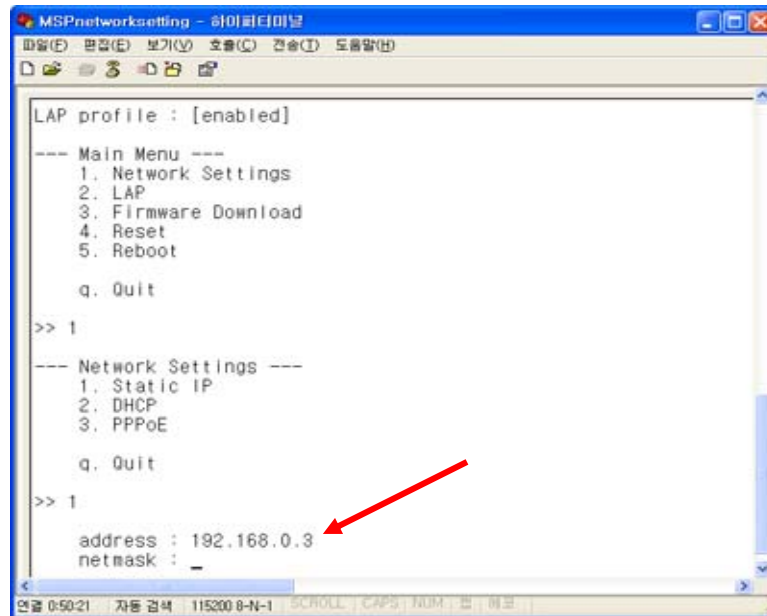 MSPnetworksetting - 하이퍼터미널
파일(F) 편집(E) 보기(V) 호출(C) 전송(T) 도움말(H)
LAP profile : [enabled]
--- Main Menu ---
1. Network Settings
2. LAP
3. Firmware Download
4. Reset
5. Reboot
q. Quit
>> 1
--- Network Settings ---
1. Static IP
2. DHCP
3. PPPoE
q. Quit
>> 1
address : 192.168.0.3
netmask : _
연결 0:50:21 자동 검색 115200 8-N-1 SCROLL CAPS NUM 캡 에코